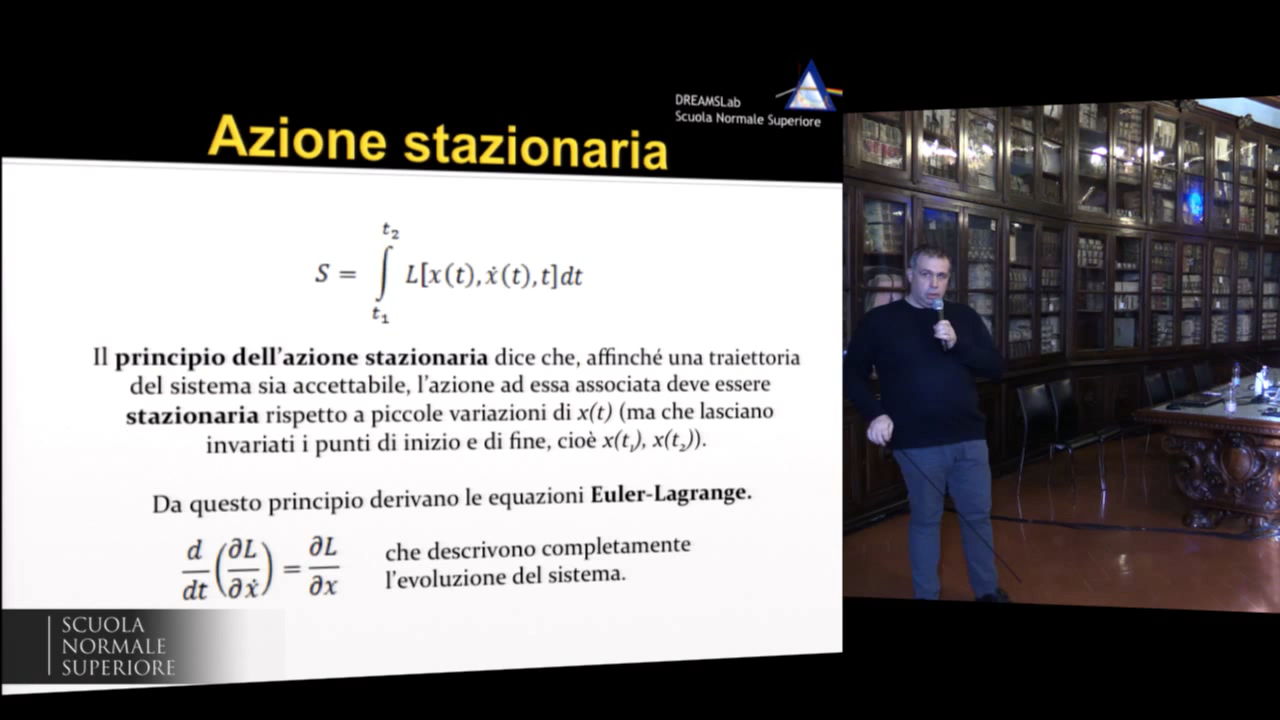 DREAMSLab
Scuola Normale Superiore
Azione stazionaria
t₂
S = ∫ L[x(t), ẋ(t), t]dt
t₁
Il principio dell'azione stazionaria dice che, affinché una traiettoria
del sistema sia accettabile, l'azione ad essa associata deve essere
stazionaria rispetto a piccole variazioni di x(t) (ma che lasciano
invariati i punti di inizio e di fine, cioè x(t₁), x(t₂)).
Da questo principio derivano le equazioni Euler-Lagrange.
d/dt (∂L/∂ẋ) = ∂L/∂x
che descrivono completamente
l'evoluzione del sistema.
SCUOLA
NORMALE
SUPERIORE